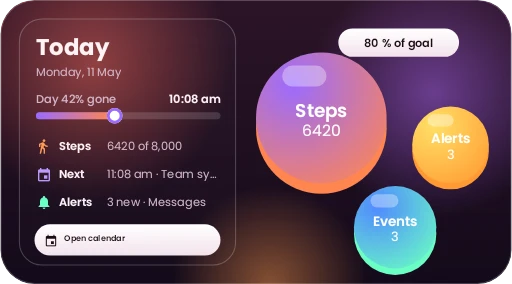 Today
Monday, 11 May
Day 42% gone 10:08 am
Steps 6420 of 8,000
Next 11:08 am · Team sy...
Alerts 3 new · Messages
Open calendar
80 % of goal
Steps
6420
Alerts
3
Events
3